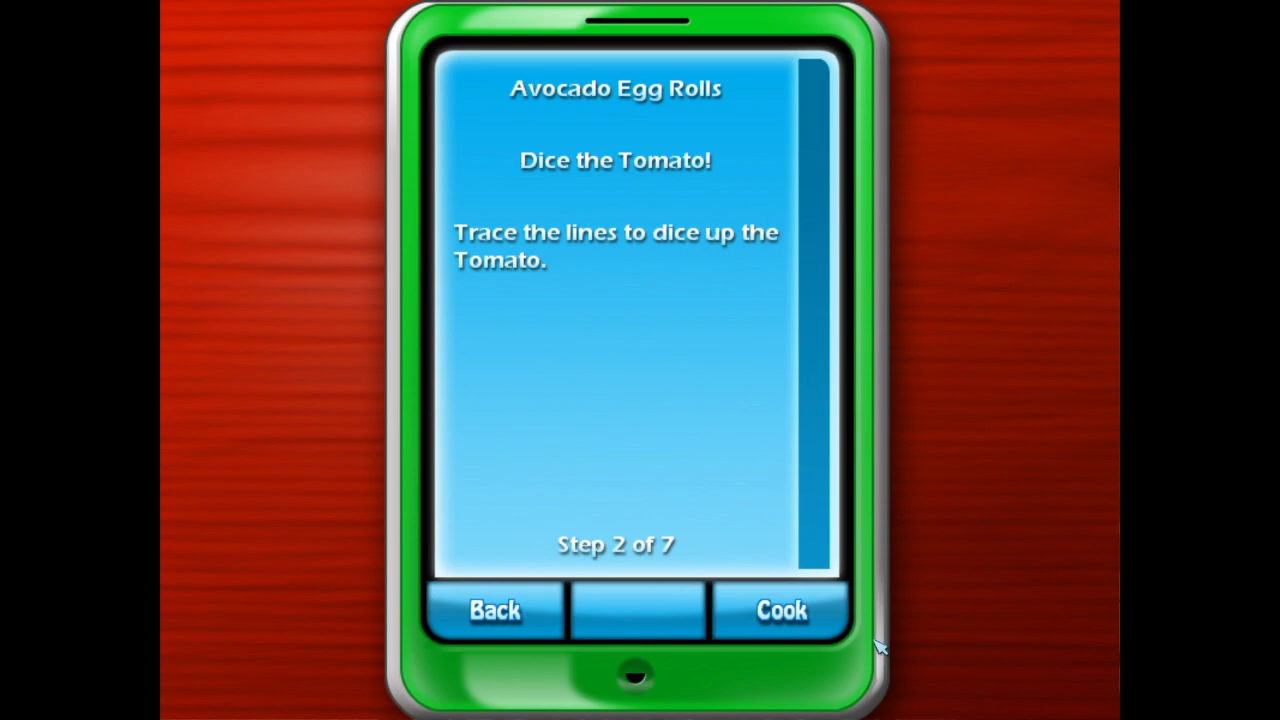 Avocado Egg Rolls
Dice the Tomato!
Trace the lines to dice up the
Tomato.
Step 2 of 7
Back
Cook